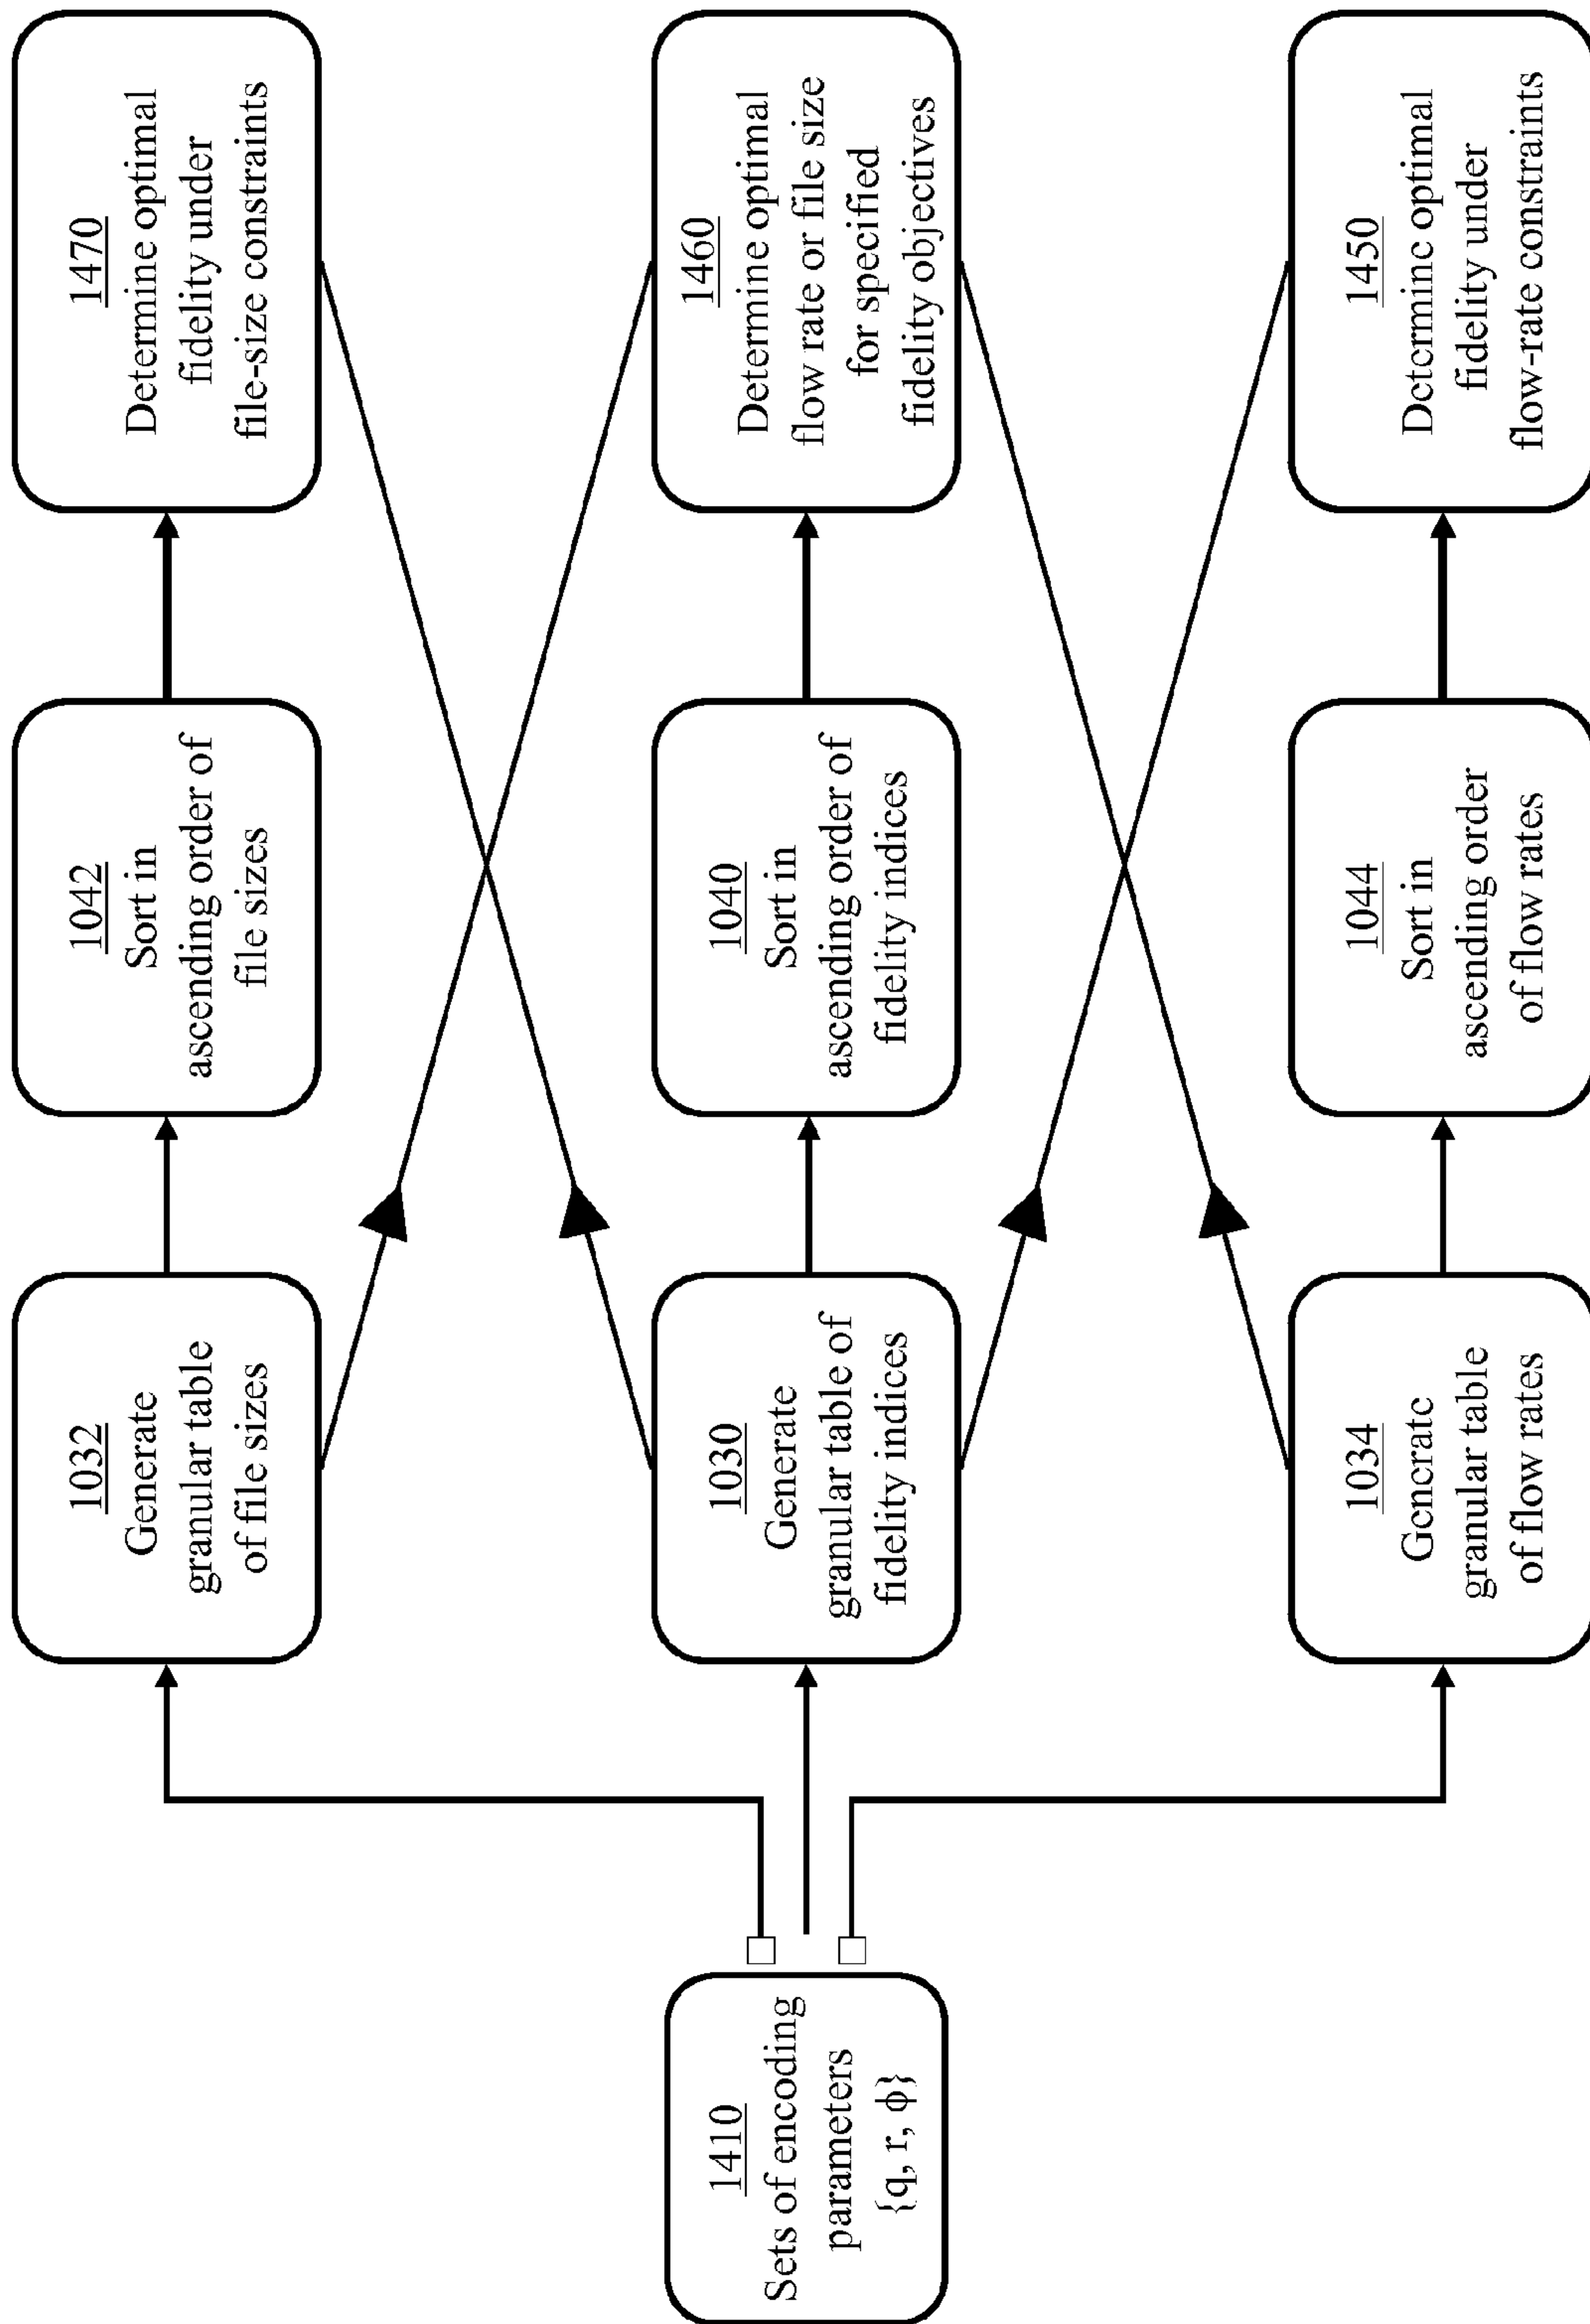 1410
Sets of encoding
parameters
{q, r, ϕ}
1032
Generate
granular table
of file sizes
1042
Sort in
ascending order of
file sizes
1470
Determine optimal
fidelity under
file-size constraints
1030
Generate
granular table of
fidelity indices
1040
Sort in
ascending order of
fidelity indices
1460
Determine optimal
flow rate or file size
for specified
fidelity objectives
1034
Generate
granular table
of flow rates
1044
Sort in
ascending order
of flow rates
1450
Determine optimal
fidelity under
flow-rate constraints